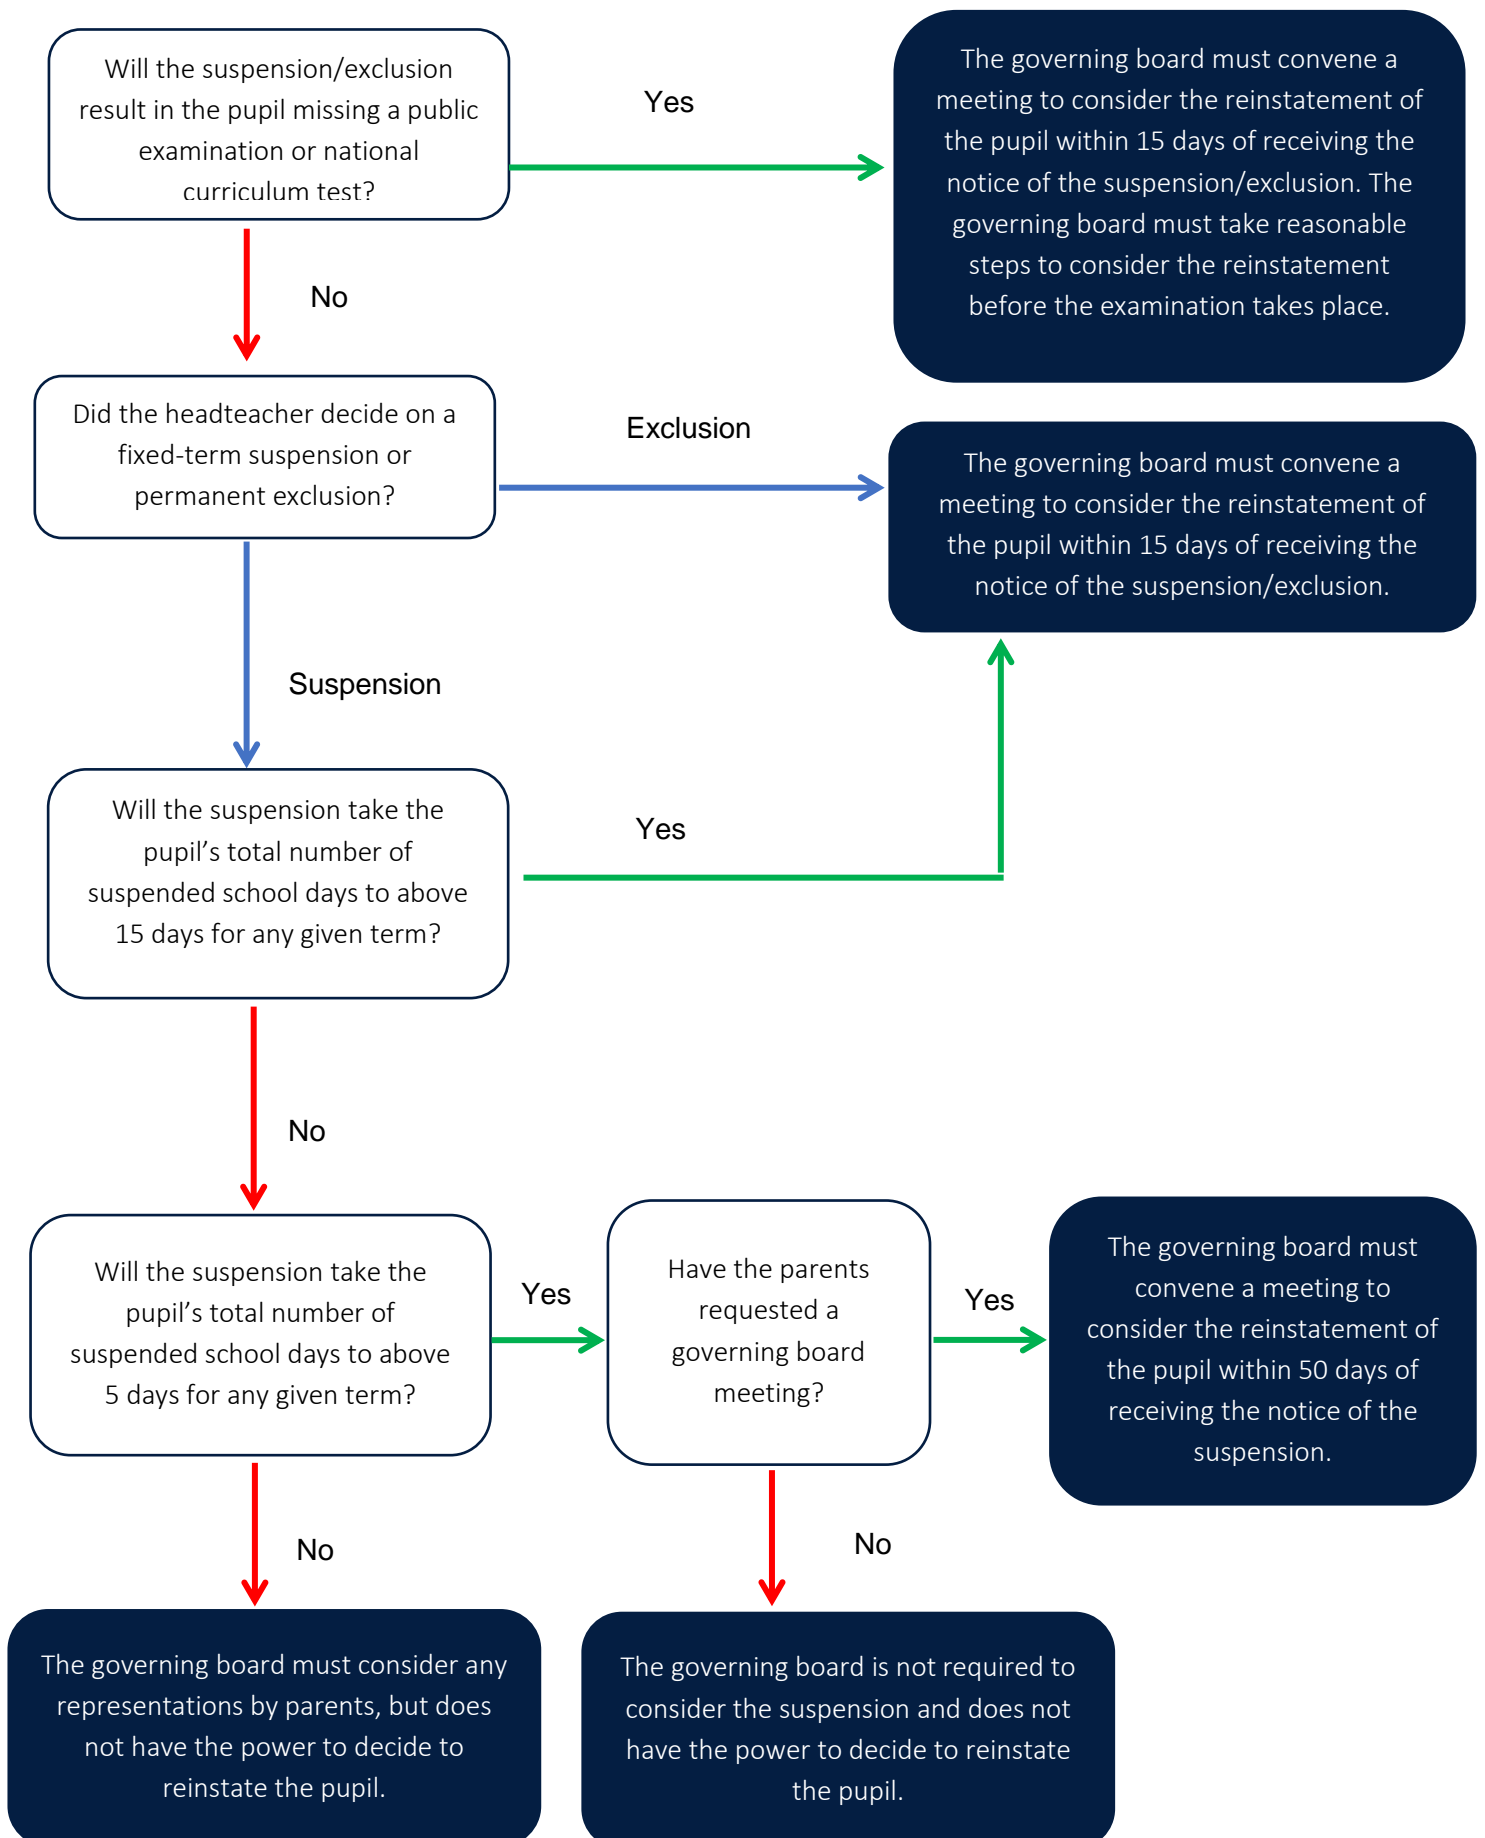 Will the suspension/exclusion
result in the pupil missing a public
examination or national
curriculum test?
Yes
The governing board must convene a
meeting to consider the reinstatement of
the pupil within 15 days of receiving the
notice of the suspension/exclusion. The
governing board must take reasonable
steps to consider the reinstatement
before the examination takes place.
No
Did the headteacher decide on a
fixed-term suspension or
permanent exclusion?
Exclusion
The governing board must convene a
meeting to consider the reinstatement of
the pupil within 15 days of receiving the
notice of the suspension/exclusion.
Suspension
Will the suspension take the
pupil’s total number of
suspended school days to above
15 days for any given term?
Yes
No
Will the suspension take the
pupil’s total number of
suspended school days to above
5 days for any given term?
Yes
Have the parents
requested a
governing board
meeting?
Yes
The governing board must
convene a meeting to
consider the reinstatement of
the pupil within 50 days of
receiving the notice of the
suspension.
No
No
The governing board must consider any
representations by parents, but does
not have the power to decide to
reinstate the pupil.
The governing board is not required to
consider the suspension and does not
have the power to decide to reinstate
the pupil.